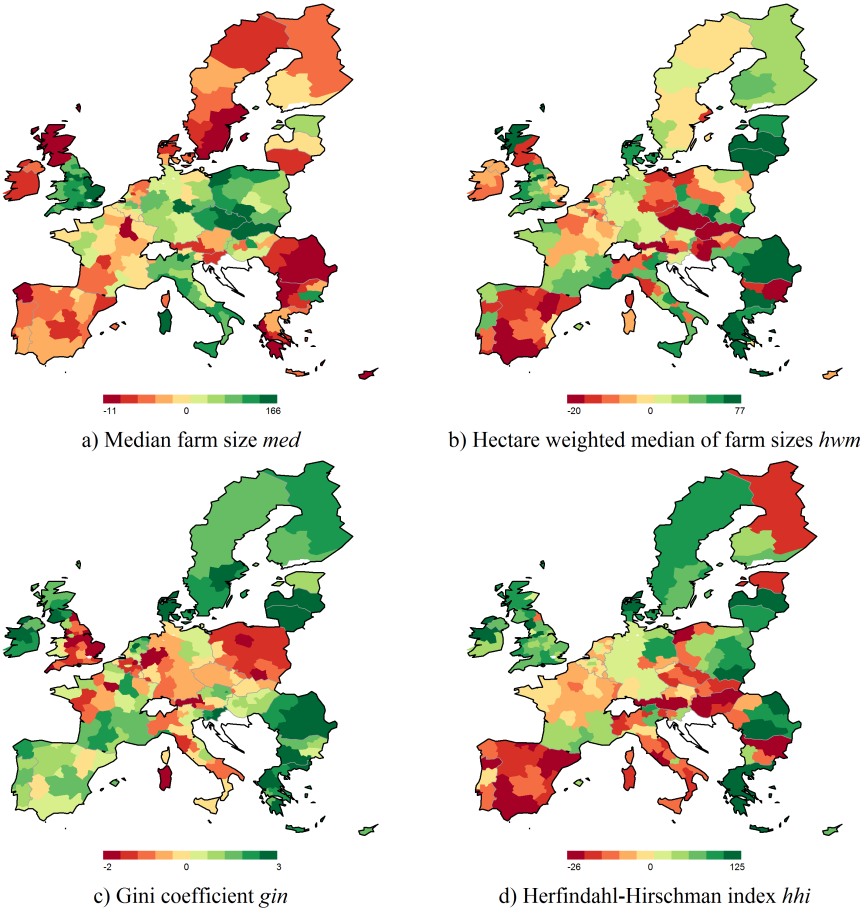 -11 0 166
-20 0 77
a) Median farm size med
b) Hectare weighted median of farm sizes hwm
-2 0 3
-26 0 125
c) Gini coefficient gin
d) Herfindahl-Hirschman index hhi